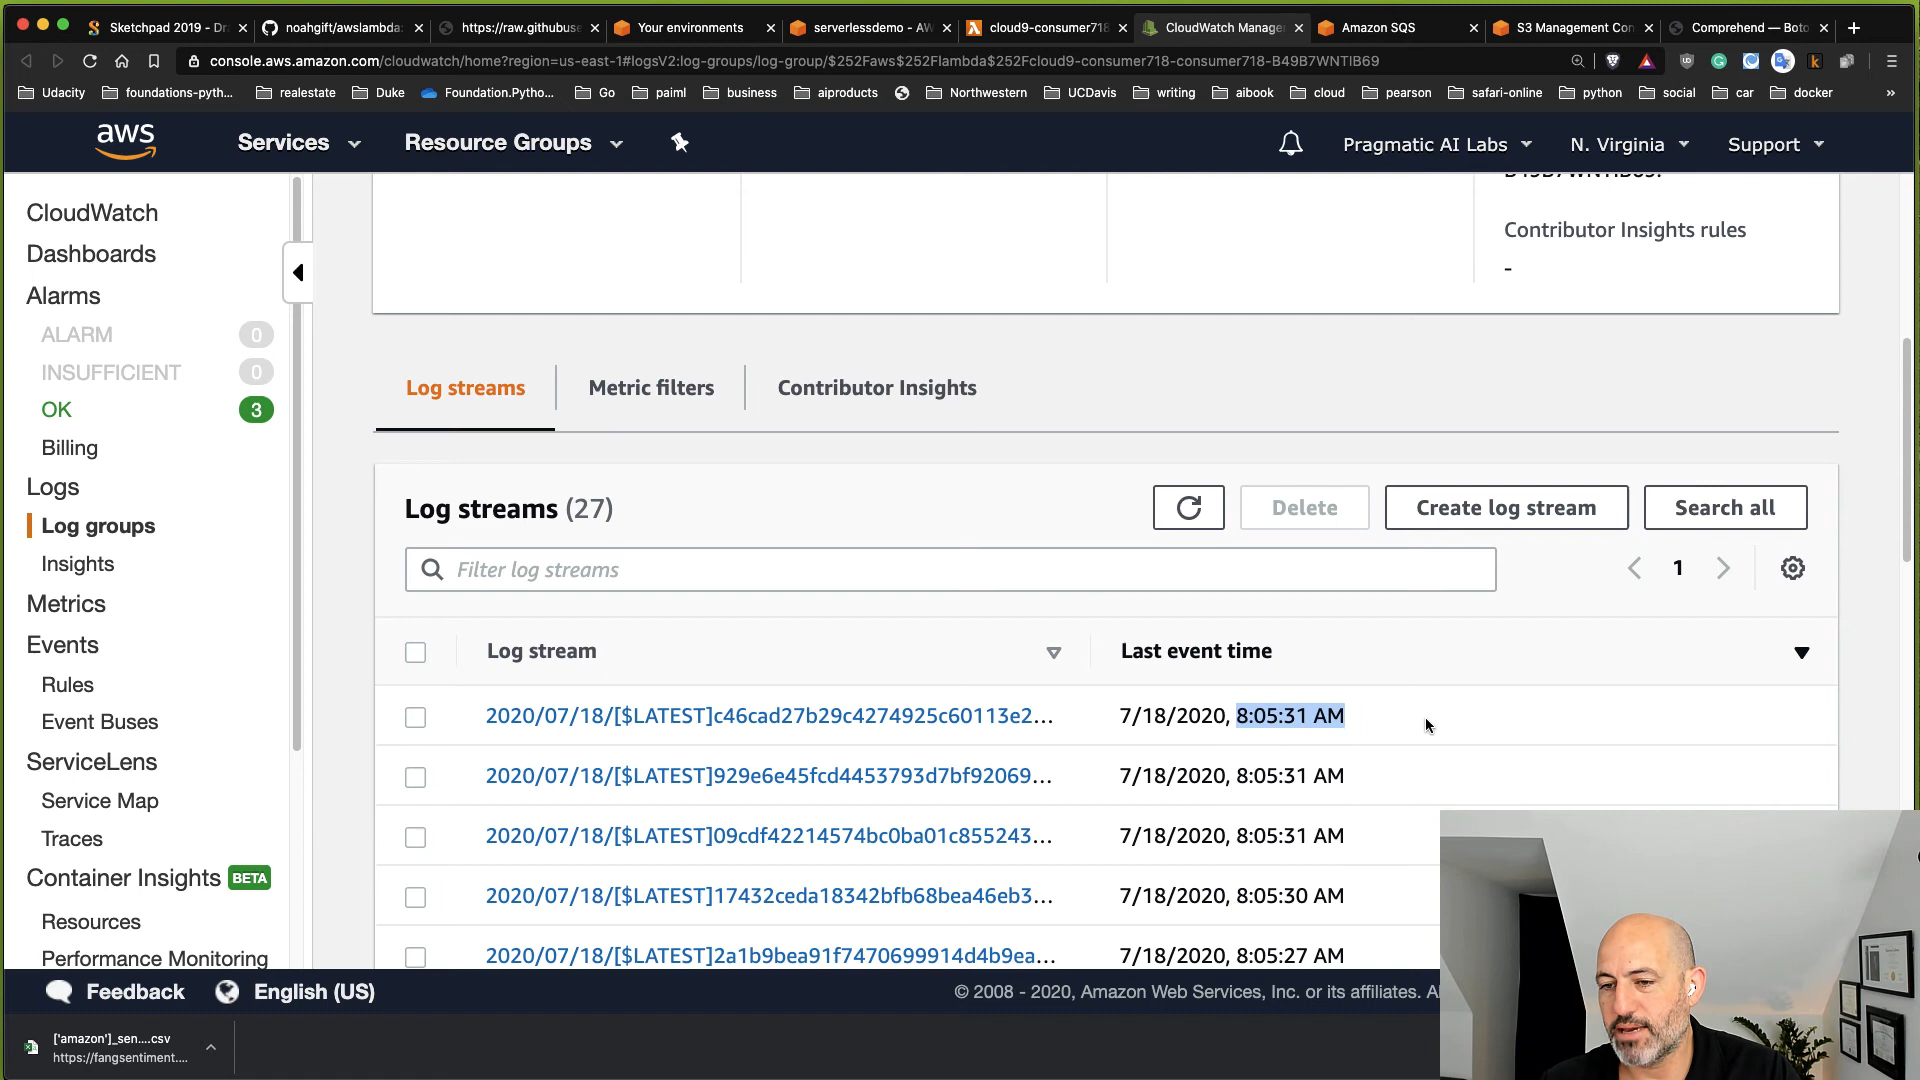 Sketchpad 2019 - Dr
noahgift/awslambda:
https://raw.githubuse
Your environments
serverlessdemo - AW
cloud9-consumer718
CloudWatch Manage
Amazon SQS
S3 Management Con
Comprehend — Boto
console.aws.amazon.com/cloudwatch/home?region=us-east-1#logsV2:log-groups/log-group/$252Faws$252Flambda$252Fcloud9-consumer718-consumer718-B49B7WNTIB69
Udacity
foundations-pyth...
realestate
Duke
Foundation.Pytho...
Go
paiml
business
aiproducts
Northwestern
UCDavis
writing
aibook
cloud
pearson
safari-online
python
social
car
docker
»
aws
Services
Resource Groups
Pragmatic AI Labs
N. Virginia
Support
CloudWatch
Dashboards
Alarms
ALARM 0
INSUFFICIENT 0
OK 3
Billing
Logs
Log groups
Insights
Metrics
Events
Rules
Event Buses
ServiceLens
Service Map
Traces
Container Insights BETA
Resources
Performance Monitoring
Contributor Insights rules
-
Log streams
Metric filters
Contributor Insights
Log streams (27)
Delete
Create log stream
Search all
Filter log streams
1
Log stream
Last event time
2020/07/18/[$LATEST]c46cad27b29c4274925c60113e2... 7/18/2020, 8:05:31 AM
2020/07/18/[$LATEST]929e6e45fcd4453793d7bf92069... 7/18/2020, 8:05:31 AM
2020/07/18/[$LATEST]09cdf42214574bc0ba01c855243... 7/18/2020, 8:05:31 AM
2020/07/18/[$LATEST]17432ceda18342bfb68bea46eb3... 7/18/2020, 8:05:30 AM
2020/07/18/[$LATEST]2a1b9bea91f7470699914d4b9ea... 7/18/2020, 8:05:27 AM
Feedback
English (US)
© 2008 - 2020, Amazon Web Services, Inc. or its affiliates. Al
['amazon']_sen....csv
https://fangsentiment....